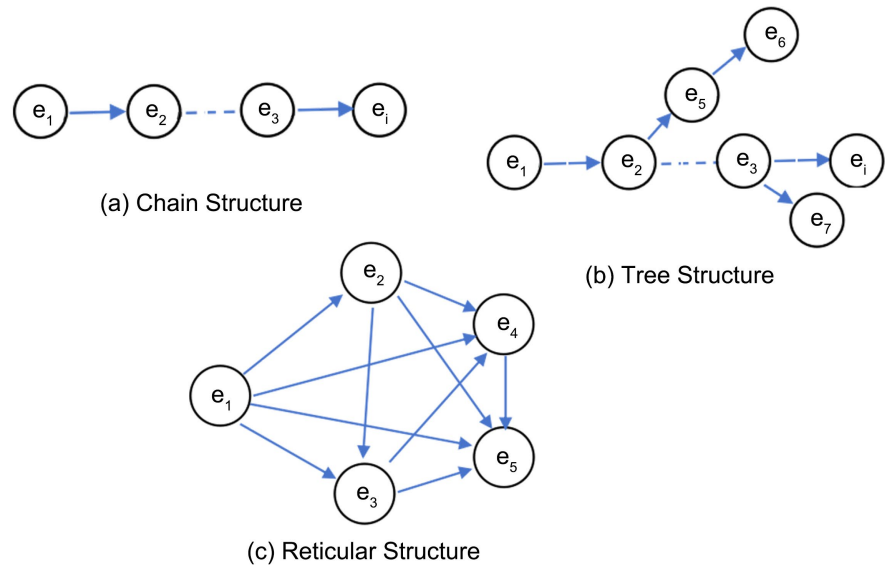 e1
e2
e3
ei
(a) Chain Structure
e6
e5
e1
e2
e3
ei
e7
(b) Tree Structure
e2
e4
e1
e5
e3
(c) Reticular Structure